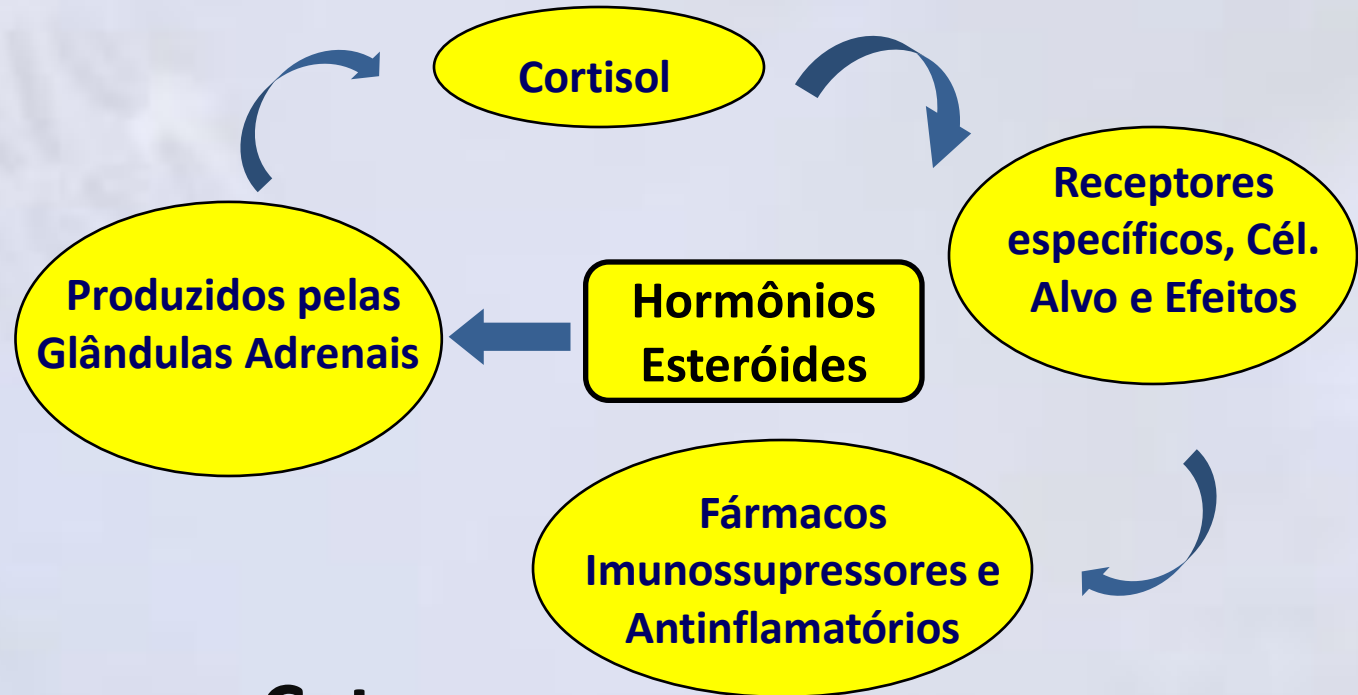 Cortisol
Receptores
específicos, Cél.
Alvo e Efeitos
Hormônios
Esteróides
Produzidos pelas
Glândulas Adrenais
Fármacos
Imunossupressores e
Antinflamatórios